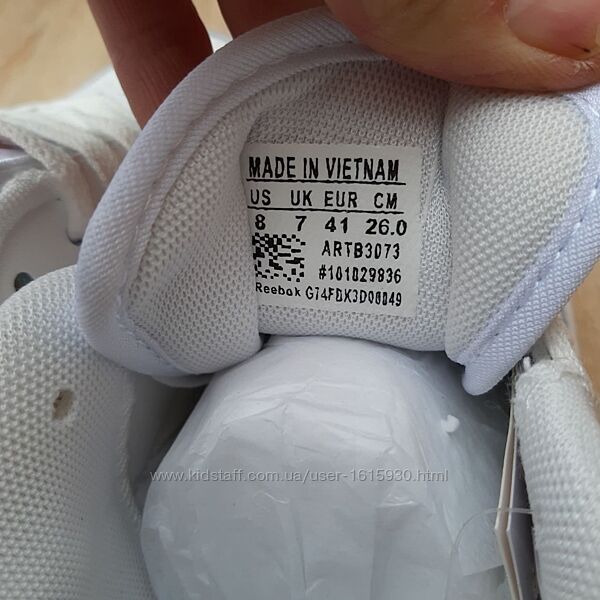 MADE IN VIETNAM
US UK EUR CM
8 7 41 26.0
ARTB3073
#101029836
Reebok G74FDX3D00049
www.kidstaff.com.ua/user-1615930.html